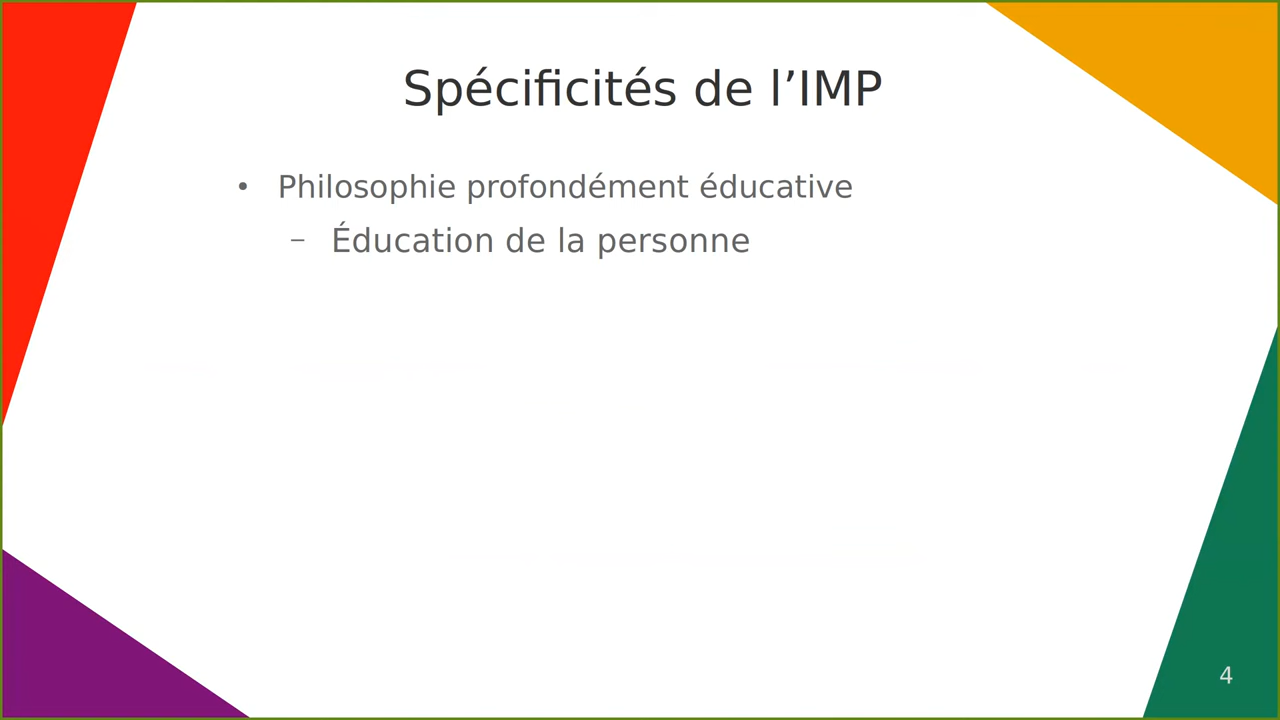 Spécificités de l’IMP
• Philosophie profondément éducative
– Éducation de la personne
4